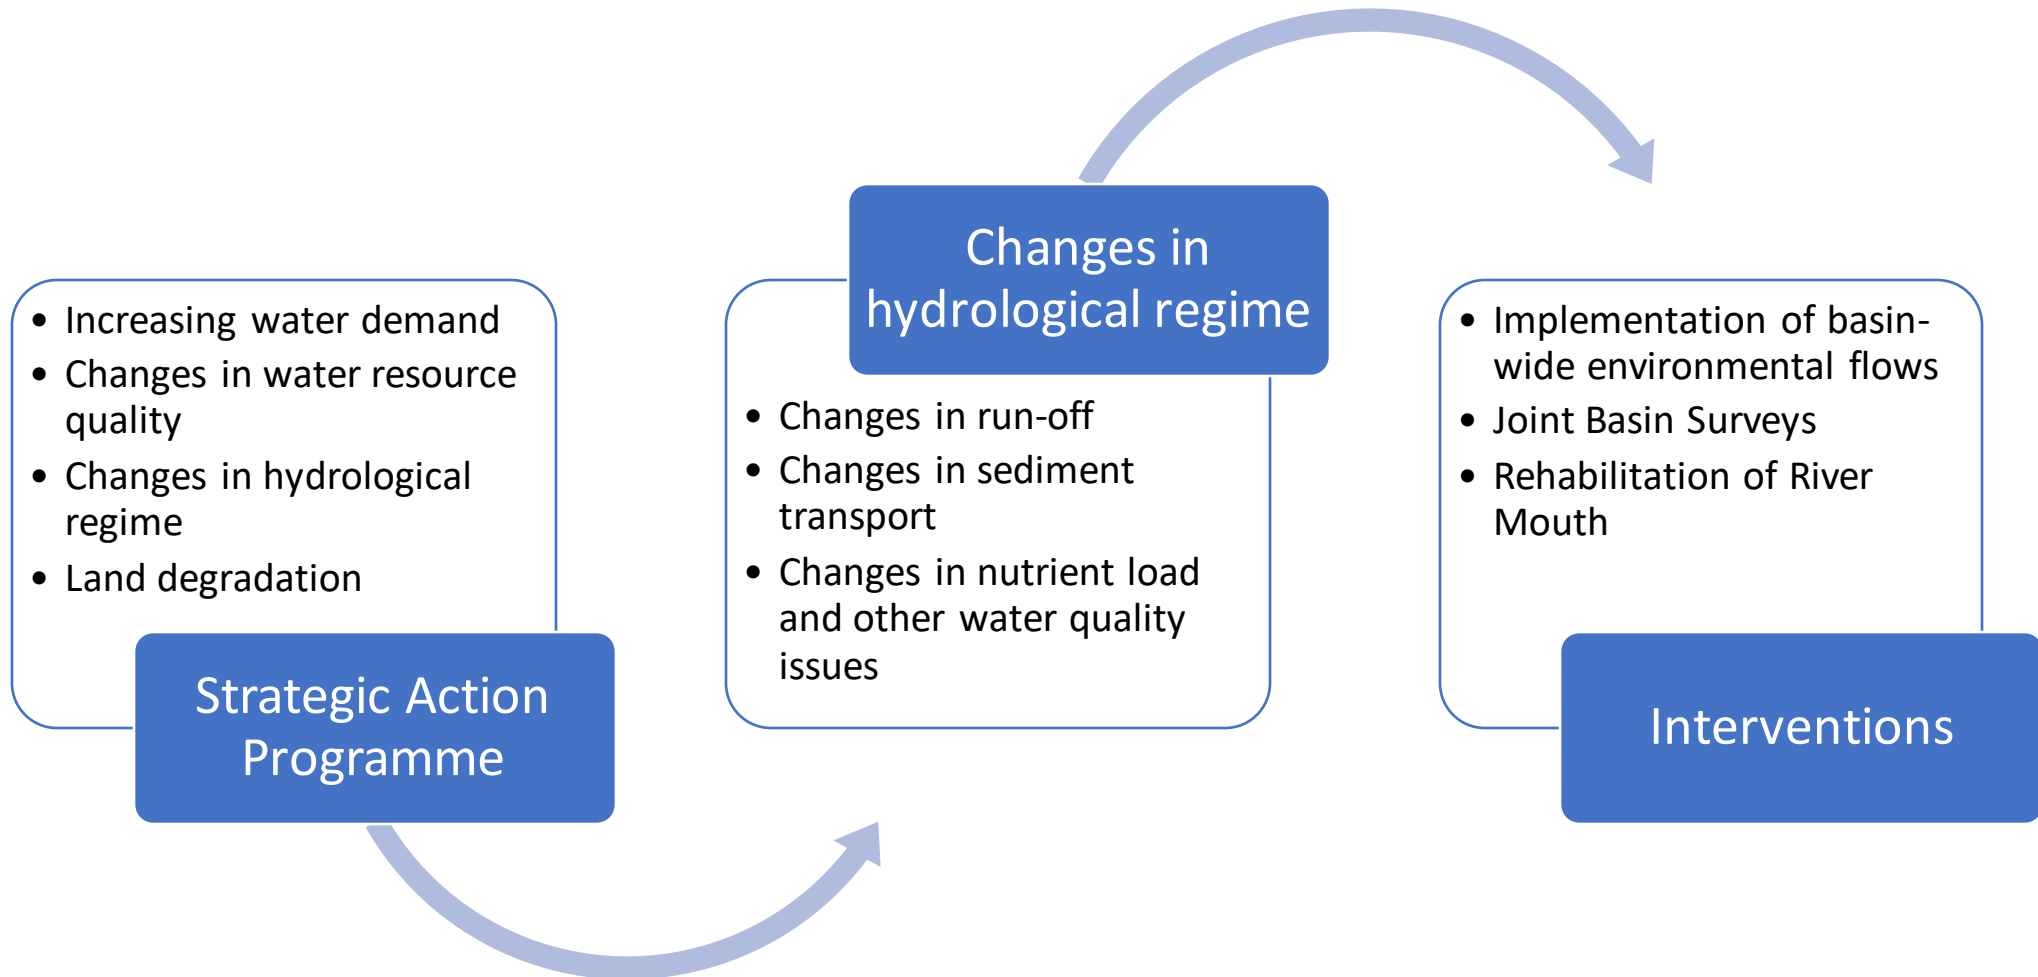 • Increasing water demand
• Changes in water resource
quality
• Changes in hydrological
regime
• Land degradation
Strategic Action
Programme
Changes in
hydrological regime
• Changes in run-off
• Changes in sediment
transport
• Changes in nutrient load
and other water quality
issues
• Implementation of basin-
wide environmental flows
• Joint Basin Surveys
• Rehabilitation of River
Mouth
Interventions